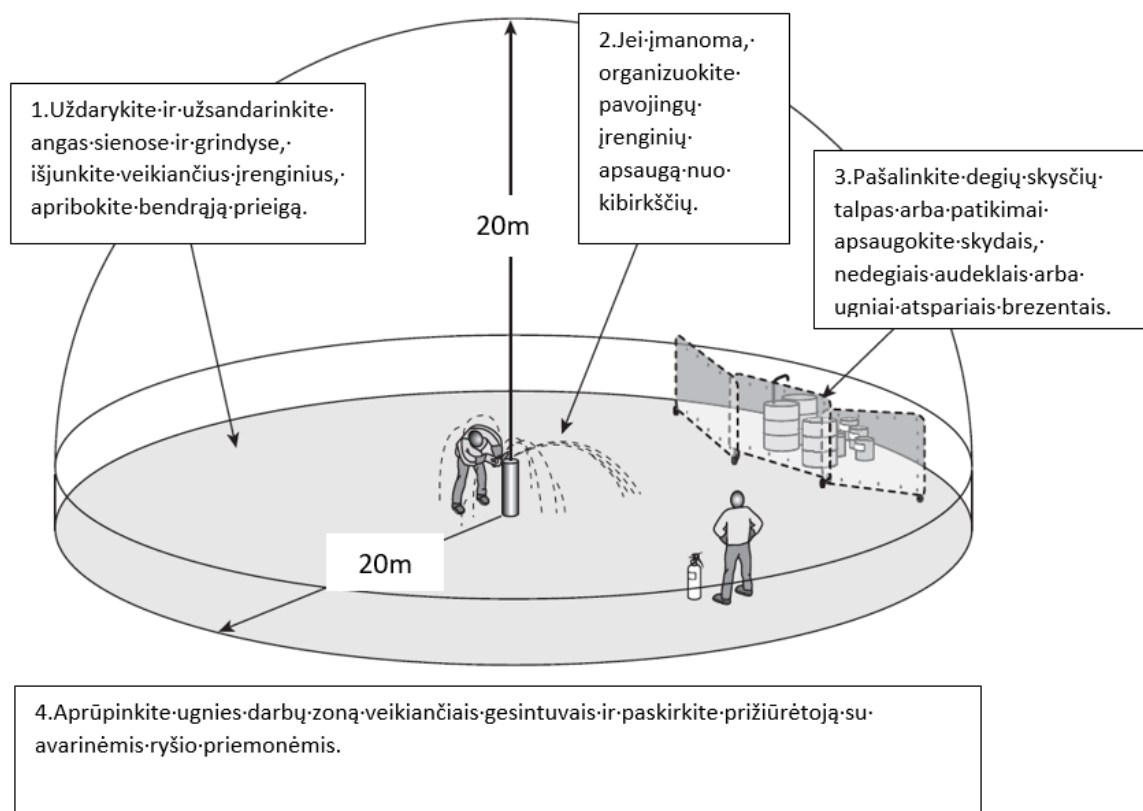 1.Uždarykite·ir·užsandarinkite·
angas·sienose·ir·grindyse,·
išjunkite·veikiančius·įrenginius,·
apribokite·bendrąją·prieigą.
2.Jei·įmanoma,·
organizuokite·
pavojingų·
įrenginių·
apsaugą·nuo·
kibirkščių.
3.Pašalinkite·degių·skysčių·
talpas·arba·patikimai·
apsaugokite·skydais,·
nedegiais·audeklais·arba·
ugniai·atspariais·brezentais.
20m
20m
4.Aprūpinkite·ugnies·darbų·zoną·veikiančiais·gesintuvais·ir·paskirkite·prižiūrėtoją·su·
avarinėmis·ryšio·priemonėmis.